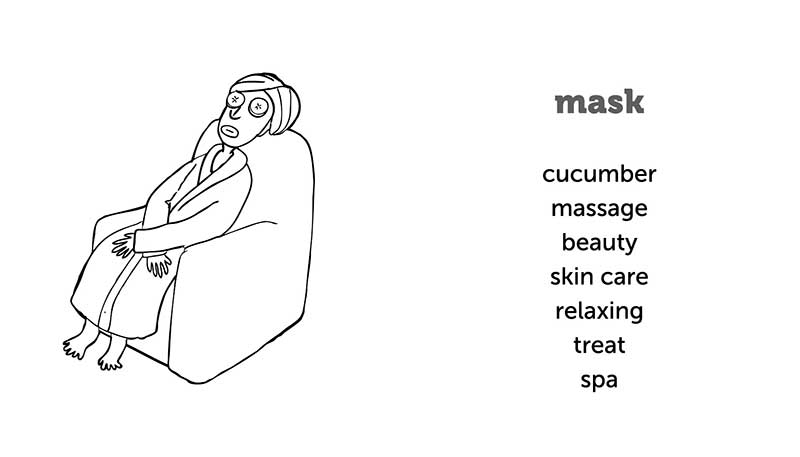 mask
cucumber
massage
beauty
skin care
relaxing
treat
spa